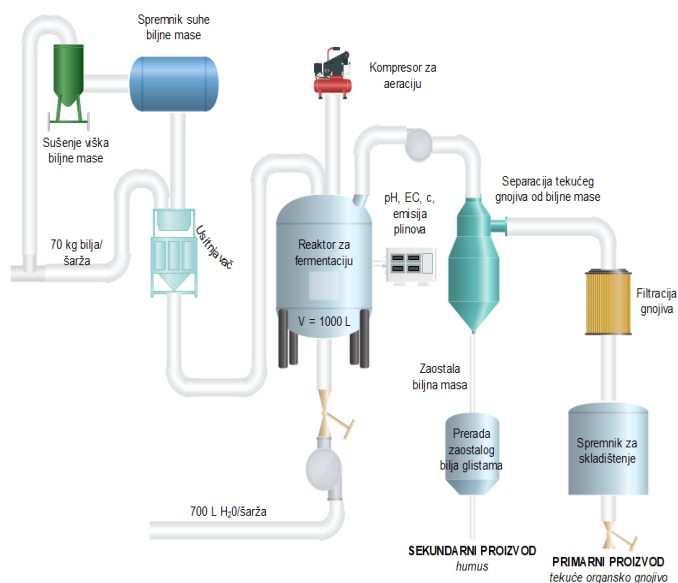 Spremnik suhe
biljne mase
Kompresor za
aeraciju
Sušenje viška
biljne mase
Usitnjavač
70 kg bilja/
šarža
Reaktor za
fermentaciju
V = 1000 L
pH, EC, c,
emisija
plinova
Separacija tekućeg
gnojiva od biljne mase
Filtracija
gnojiva
Zaostala
biljna masa
Prerada
zaostalog
bilja glistama
Spremnik za
skladištenje
700 L H₂0/šarža
SEKUNDARNI PROIZVOD
humus
PRIMARNI PROIZVOD
tekuće organsko gnojivo